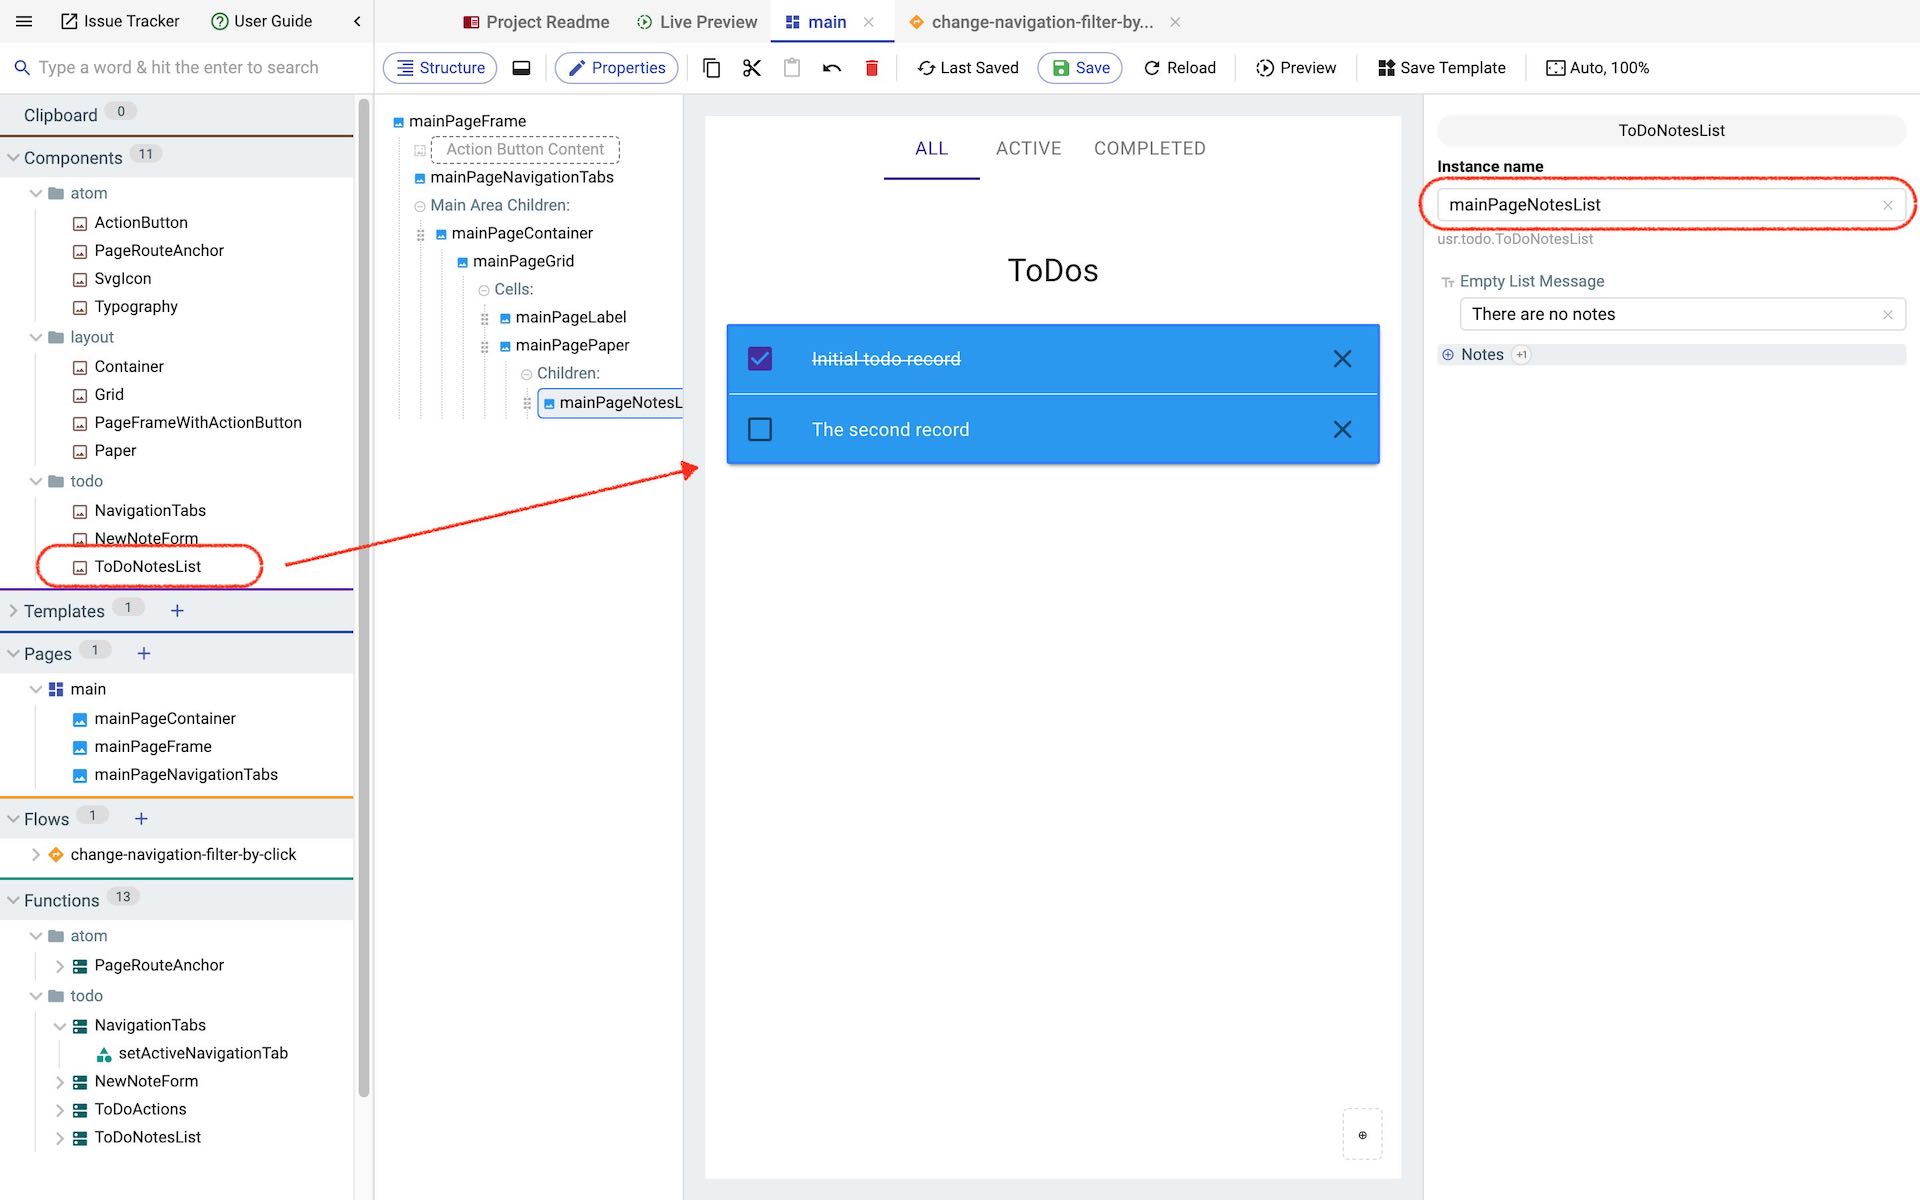 Issue Tracker
User Guide
Project Readme
Live Preview
main
change-navigation-filter-by...
Type a word & hit the enter to search
Structure
Properties
Last Saved
Save
Reload
Preview
Save Template
Auto, 100%
Clipboard 0
Components 11
atom
ActionButton
PageRouteAnchor
SvgIcon
Typography
layout
Container
Grid
PageFrameWithActionButton
Paper
todo
NavigationTabs
NewNoteForm
ToDoNotesList
Templates 1 +
Pages 1 +
main
mainPageContainer
mainPageFrame
mainPageNavigationTabs
Flows 1 +
change-navigation-filter-by-click
Functions 13
atom
PageRouteAnchor
todo
NavigationTabs
setActiveNavigationTab
NewNoteForm
ToDoActions
ToDoNotesList
mainPageFrame
Action Button Content
mainPageNavigationTabs
Main Area Children:
mainPageContainer
mainPageGrid
Cells:
mainPageLabel
mainPagePaper
Children:
mainPageNotesL
ALL
ACTIVE
COMPLETED
ToDos
Initial todo record
The second record
ToDoNotesList
Instance name
mainPageNotesList
usr.todo.ToDoNotesList
Empty List Message
There are no notes
Notes +1